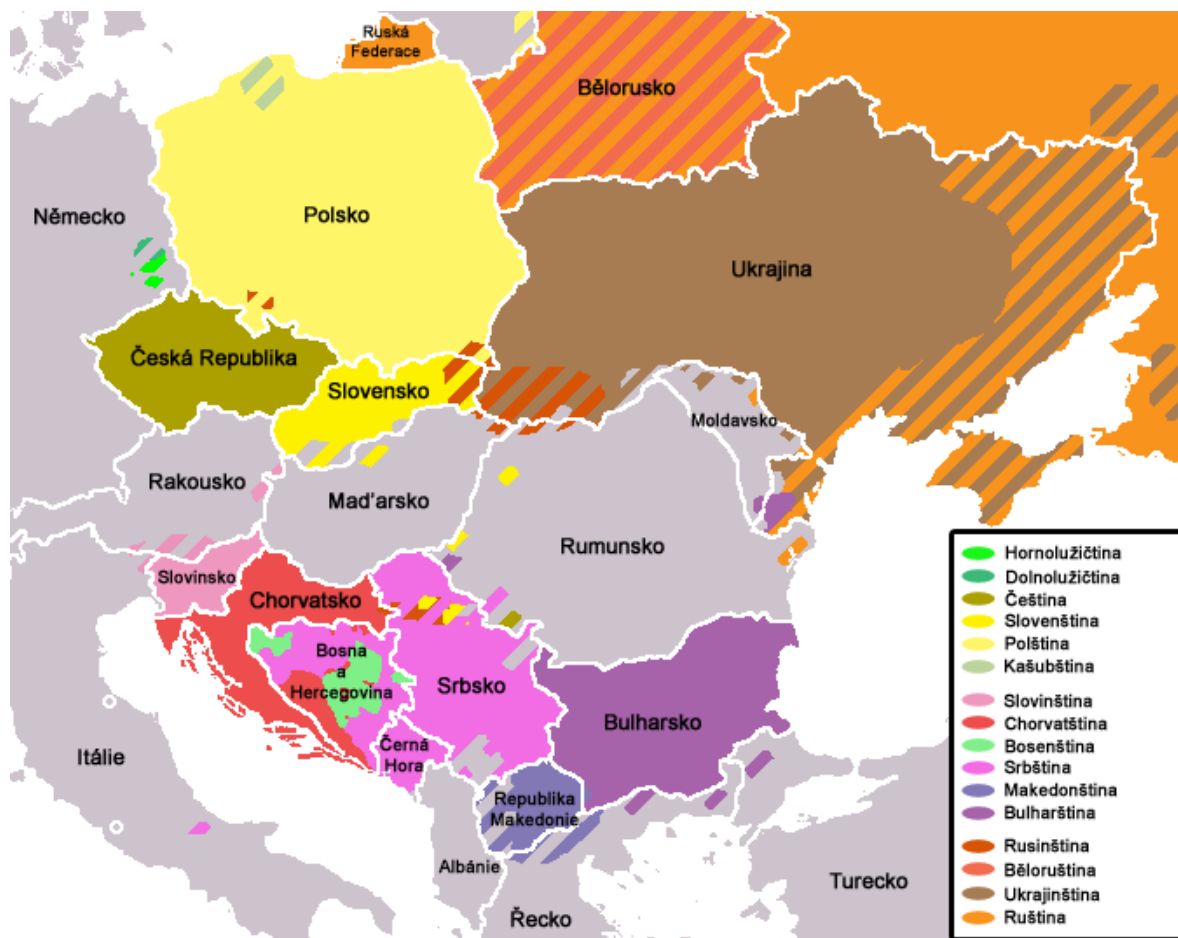 Ruská
Federace
Bělorusko
Německo
Polsko
Ukrajina
Česká Republika
Slovensko
Moldavsko
Rakousko
Maďarsko
Rumunsko
Slovinsko
Chorvatsko
Bosna
a
Hercegovina
Srbsko
Bulharsko
Černá
Hora
Itálie
Republika
Makedonie
Albánie
Řecko
Turecko
Hornolužičtina
Dolnolužičtina
Čeština
Slovenština
Polština
Kašubština
Slovinština
Chorvatština
Bosenština
Srbština
Makedonština
Bulharština
Rusinština
Běloruština
Ukrajinština
Ruština